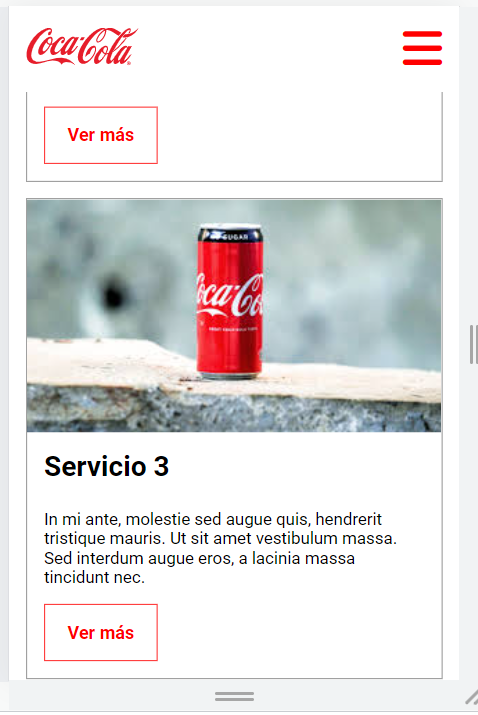 Coca-Cola
Ver más
SUGAR
Coca-Co
Servicio 3
In mi ante, molestie sed augue quis, hendrerit
tristique mauris. Ut sit amet vestibulum massa.
Sed interdum augue eros, a lacinia massa
tincidunt nec.
Ver más